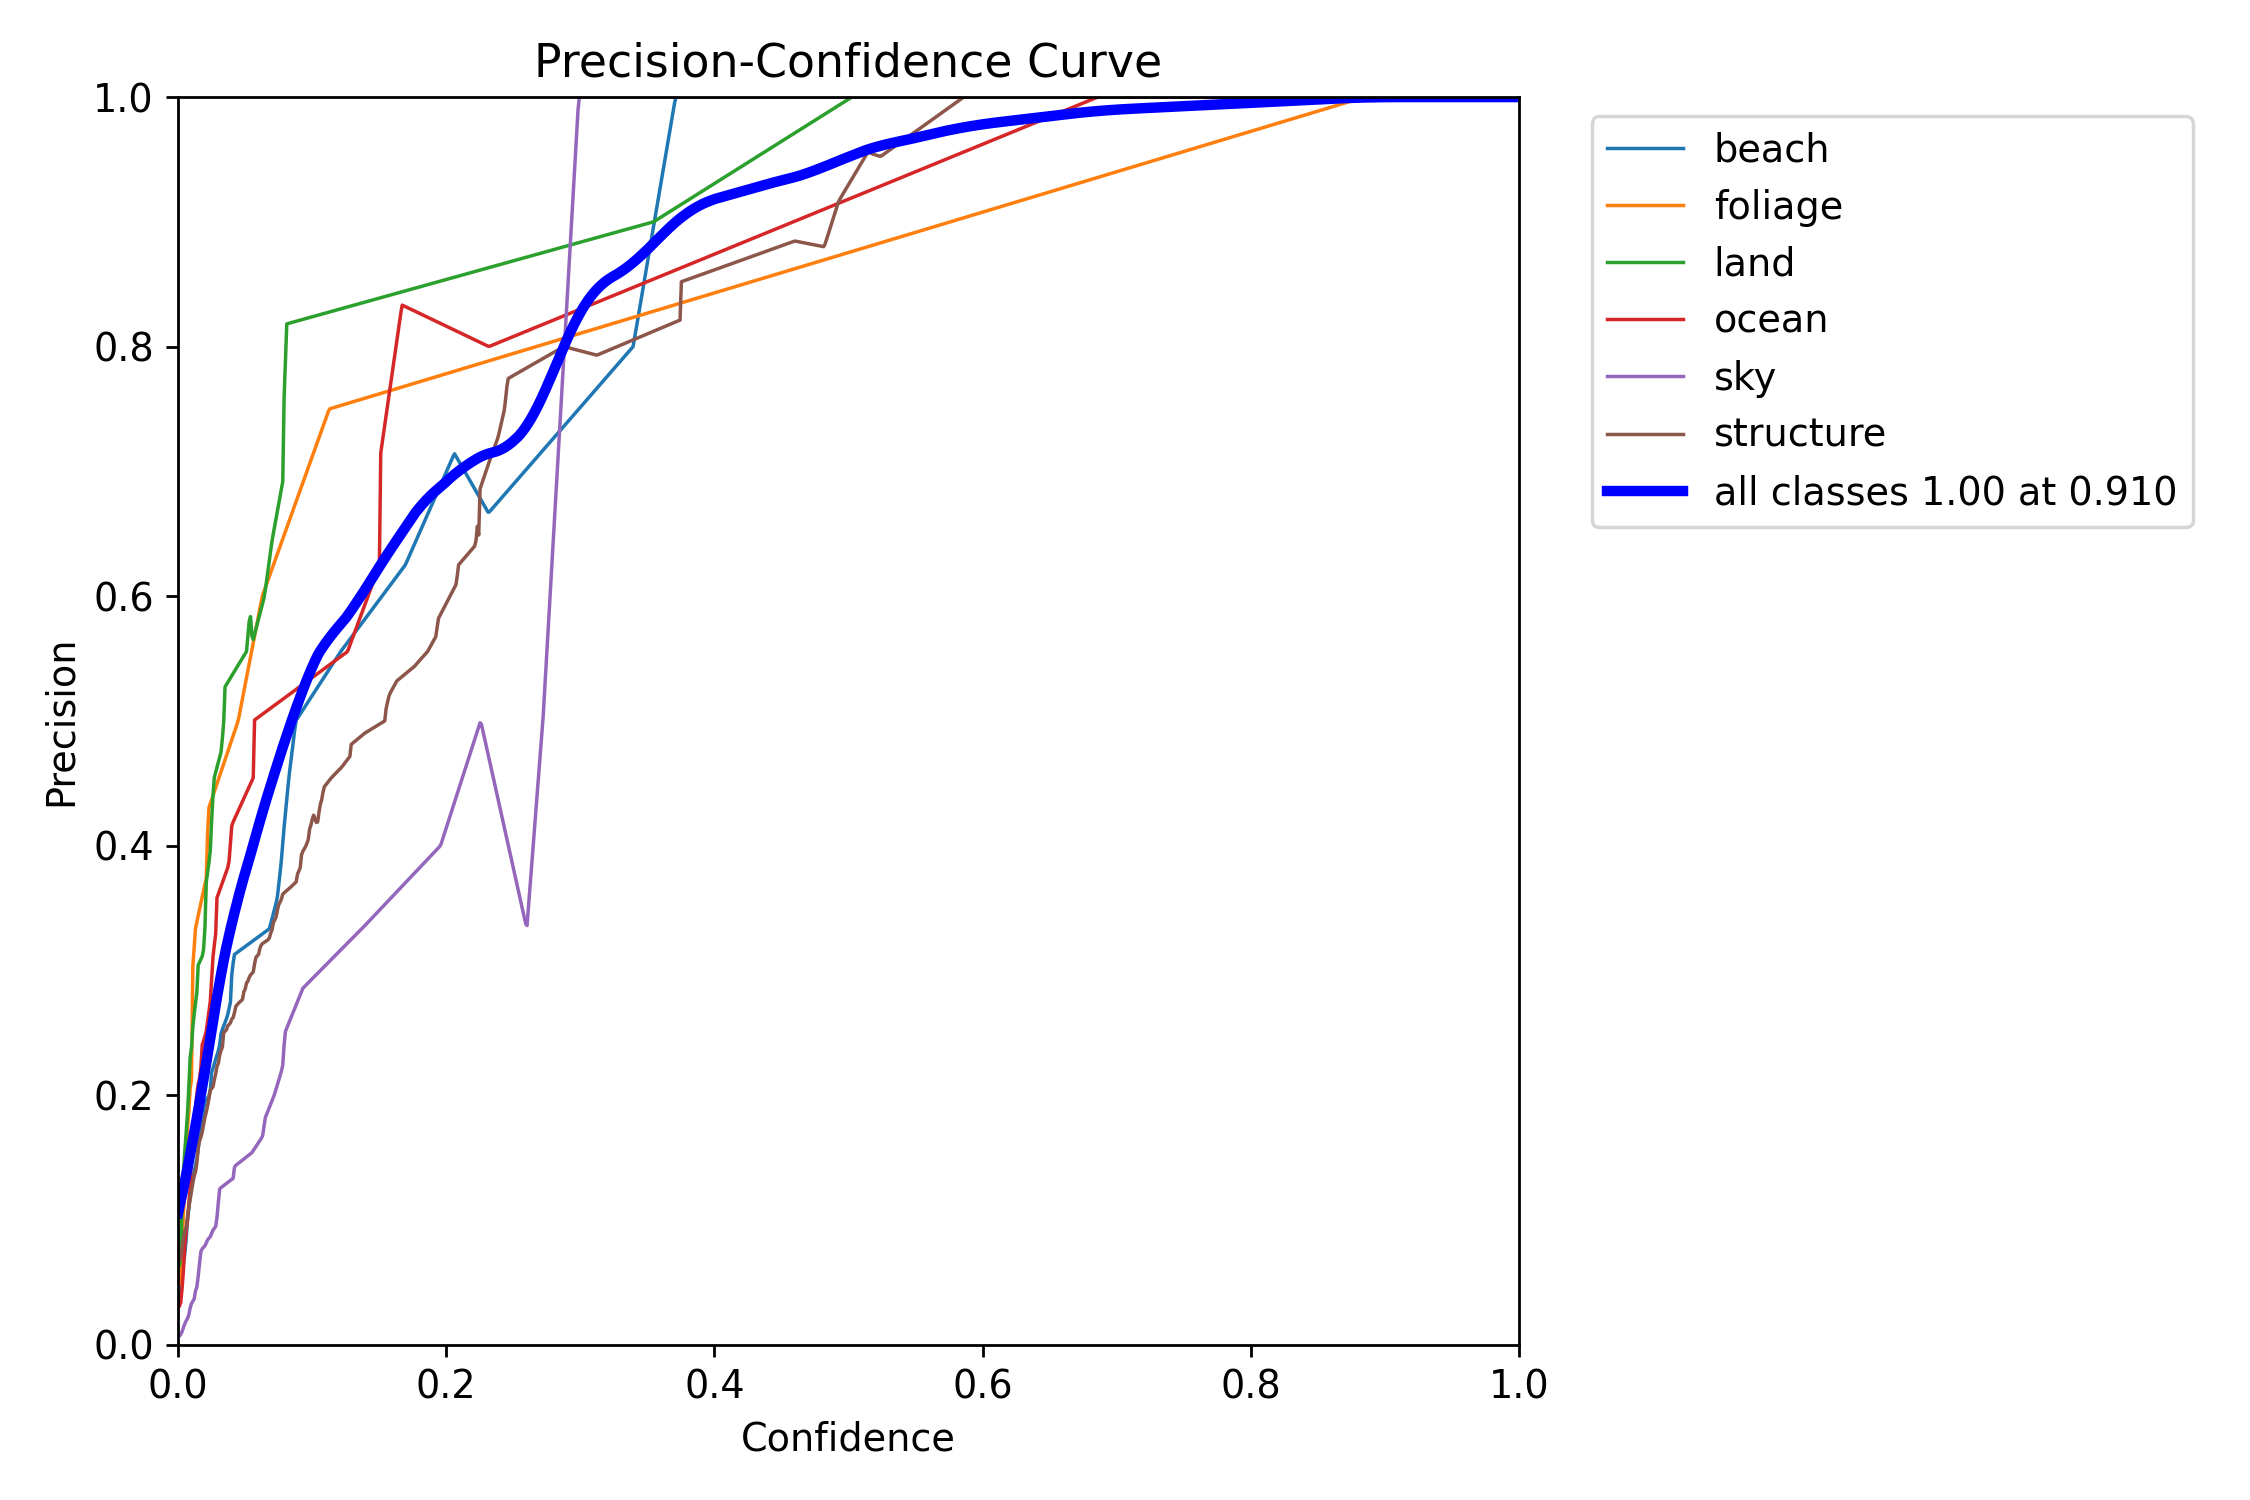 Precision-Confidence Curve
1.0
0.8
0.6
0.4
0.2
0.0
Precision
0.0 0.2 0.4 0.6 0.8 1.0
Confidence
beach
foliage
land
ocean
sky
structure
all classes 1.00 at 0.910